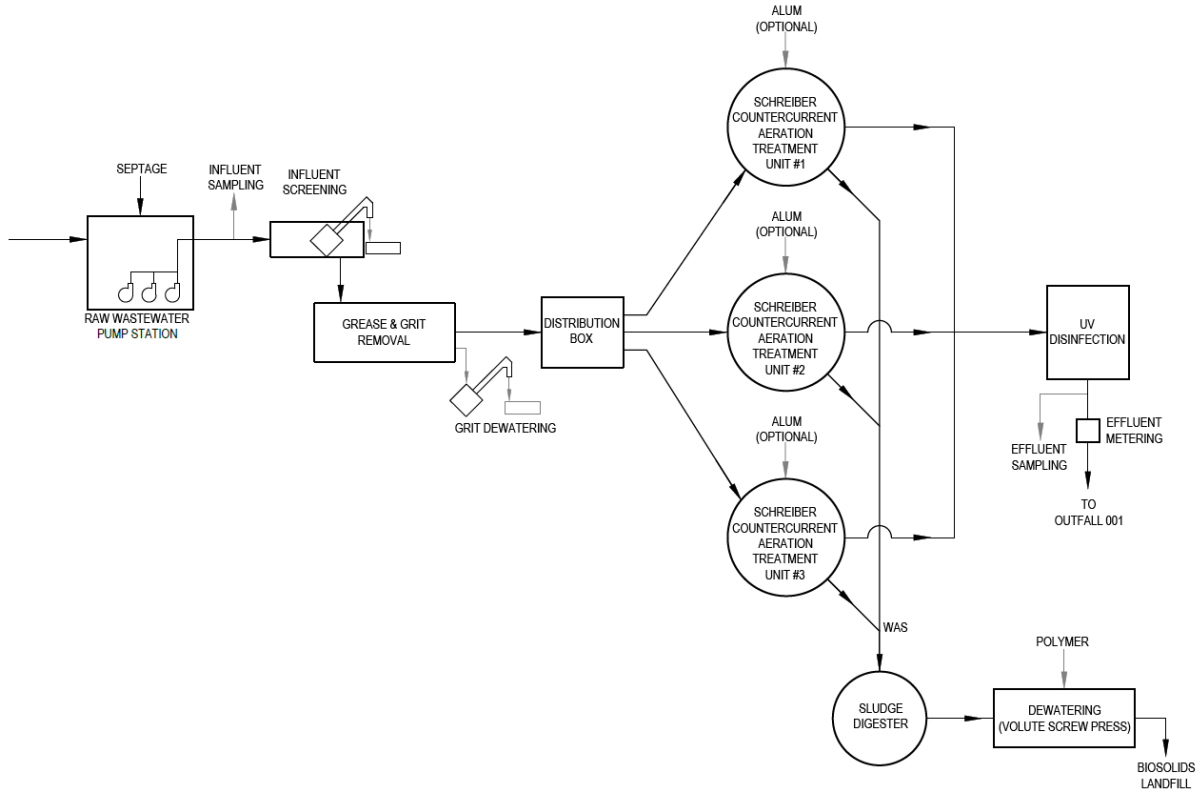 ALUM
(OPTIONAL)
SCHREIBER
COUNTERCURRENT
AERATION
TREATMENT
UNIT #1
SEPTAGE
INFLUENT
SAMPLING
INFLUENT
SCREENING
RAW WASTEWATER
PUMP STATION
GREASE & GRIT
REMOVAL
GRIT DEWATERING
DISTRIBUTION
BOX
ALUM
(OPTIONAL)
SCHREIBER
COUNTERCURRENT
AERATION
TREATMENT
UNIT #2
UV
DISINFECTION
EFFLUENT
METERING
EFFLUENT
SAMPLING
TO
OUTFALL 001
ALUM
(OPTIONAL)
SCHREIBER
COUNTERCURRENT
AERATION
TREATMENT
UNIT #3
WAS
SLUDGE
DIGESTER
POLYMER
DEWATERING
(VOLUTE SCREW PRESS)
BIOSOLIDS
LANDFILL